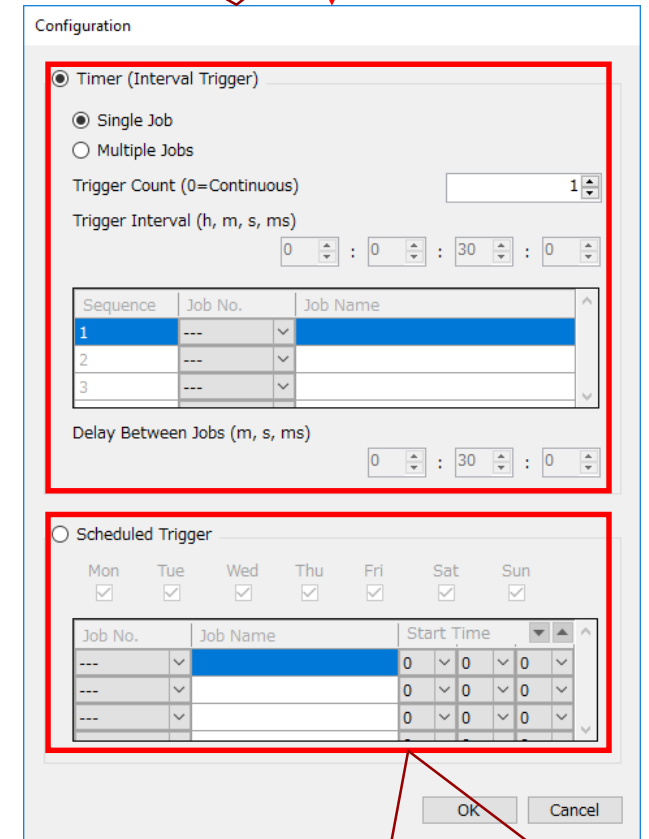 Configuration
Timer (Interval Trigger)
Single Job
Multiple Jobs
Trigger Count (0=Continuous) 1
Trigger Interval (h, m, s, ms)
0 : 0 : 30 : 0
Sequence Job No. Job Name
1 ---
2 ---
3 ---
Delay Between Jobs (m, s, ms)
0 : 30 : 0
Scheduled Trigger
Mon Tue Wed Thu Fri Sat Sun
Job No. Job Name Start Time
--- 0 0 0
--- 0 0 0
--- 0 0 0
OK Cancel